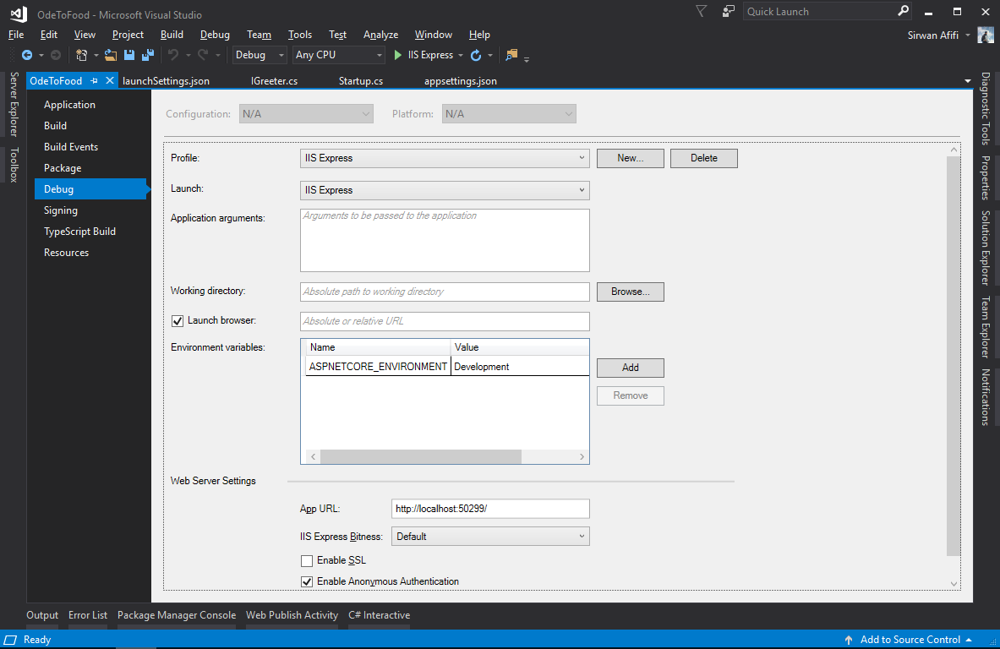 OdeToFood - Microsoft Visual Studio
Quick Launch
File Edit View Project Build Debug Team Tools Test Analyze Window Help
Sirwan Afifi
Debug Any CPU IIS Express
OdeToFood launchSettings.json IGreeter.cs Startup.cs appsettings.json
Server Explorer
Toolbox
Application
Build
Build Events
Package
Debug
Signing
TypeScript Build
Resources
Configuration: N/A Platform: N/A
Profile: IIS Express New... Delete
Launch: IIS Express
Application arguments: Arguments to be passed to the application
Working directory: Absolute path to working directory Browse...
Launch browser: Absolute or relative URL
Environment variables:
Name Value
ASPNETCORE_ENVIRONMENT Development
Add
Remove
Web Server Settings
App URL: http://localhost:50299/
IIS Express Bitness: Default
Enable SSL
Enable Anonymous Authentication
Diagnostic Tools
Properties
Solution Explorer
Team Explorer
Notifications
Output Error List Package Manager Console Web Publish Activity C# Interactive
Ready Add to Source Control